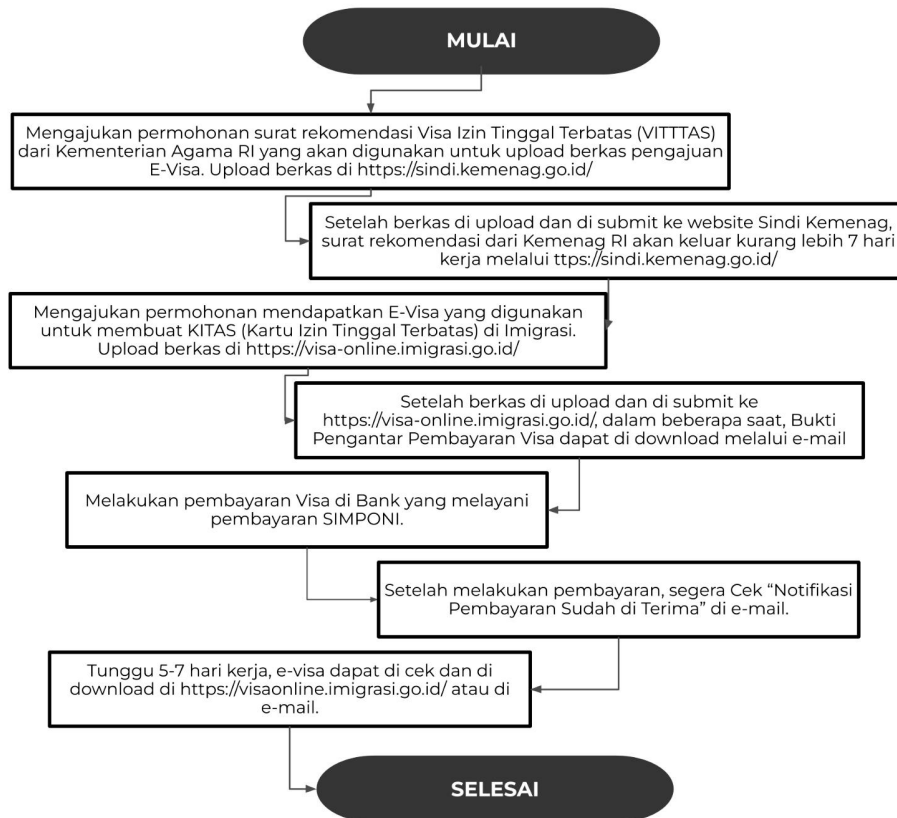 MULAI
Mengajukan permohonan surat rekomendasi Visa Izin Tinggal Terbatas (VITTTAS)
dari Kementerian Agama RI yang akan digunakan untuk upload berkas pengajuan
E-Visa. Upload berkas di https://sindi.kemenag.go.id/
Setelah berkas di upload dan di submit ke website Sindi Kemenag,
surat rekomendasi dari Kemenag RI akan keluar kurang lebih 7 hari
kerja melalui ttps://sindi.kemenag.go.id/
Mengajukan permohonan mendapatkan E-Visa yang digunakan
untuk membuat KITAS (Kartu Izin Tinggal Terbatas) di Imigrasi.
Upload berkas di https://visa-online.imigrasi.go.id/
Setelah berkas di upload dan di submit ke
https://visa-online.imigrasi.go.id/, dalam beberapa saat, Bukti
Pengantar Pembayaran Visa dapat di download melalui e-mail
Melakukan pembayaran Visa di Bank yang melayani
pembayaran SIMPONI.
Setelah melakukan pembayaran, segera Cek “Notifikasi
Pembayaran Sudah di Terima” di e-mail.
Tunggu 5-7 hari kerja, e-visa dapat di cek dan di
download di https://visaonline.imigrasi.go.id/ atau di
e-mail.
SELESAI